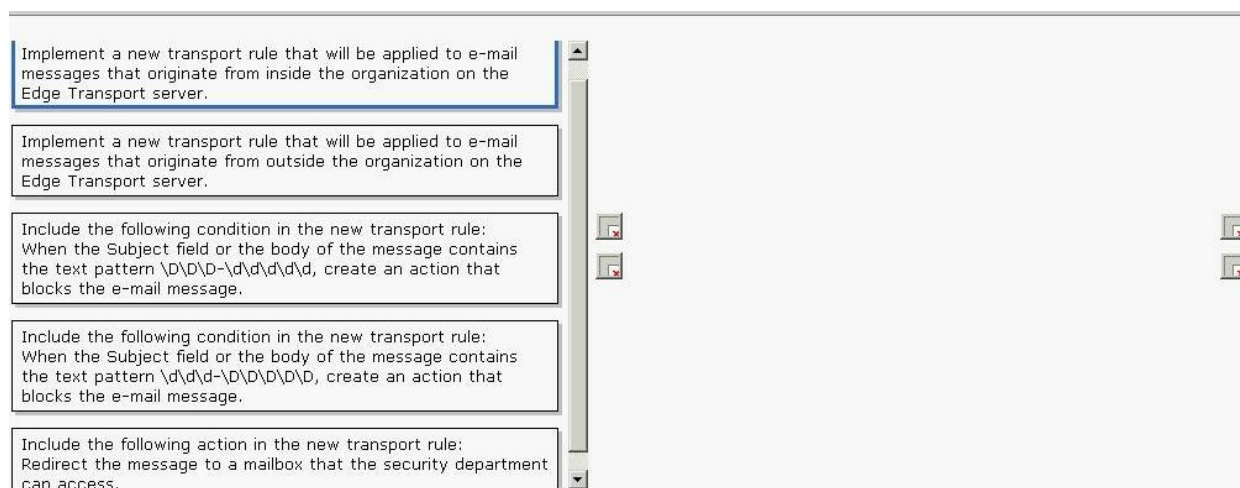 Implement a new transport rule that will be applied to e-mail
messages that originate from inside the organization on the
Edge Transport server.
Implement a new transport rule that will be applied to e-mail
messages that originate from outside the organization on the
Edge Transport server.
Include the following condition in the new transport rule:
When the Subject field or the body of the message contains
the text pattern \D\D\D-\d\d\d\d\d, create an action that
blocks the e-mail message.
Include the following condition in the new transport rule:
When the Subject field or the body of the message contains
the text pattern \d\d\d-\D\D\D\D\D, create an action that
blocks the e-mail message.
Include the following action in the new transport rule:
Redirect the message to a mailbox that the security department
can access.